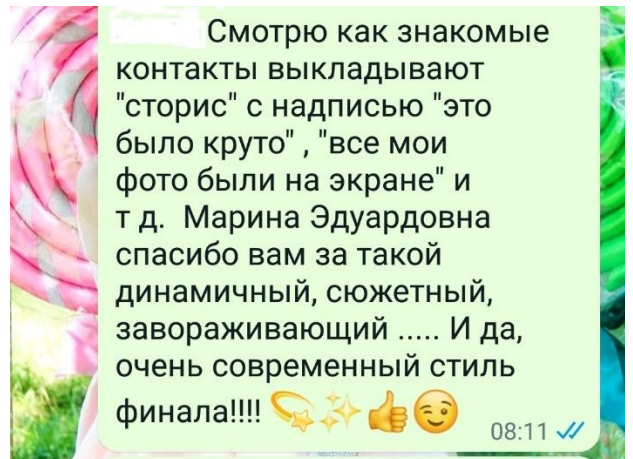 Смотрю как знакомые
контакты выкладывают
"сторис" с надписью "это
было круто" , "все мои
фото были на экране" и
т д.  Марина Эдуардовна
спасибо вам за такой
динамичный, сюжетный,
завораживающий ..... И да,
очень современный стиль
финала!!!! 💫✨👍😉
08:11